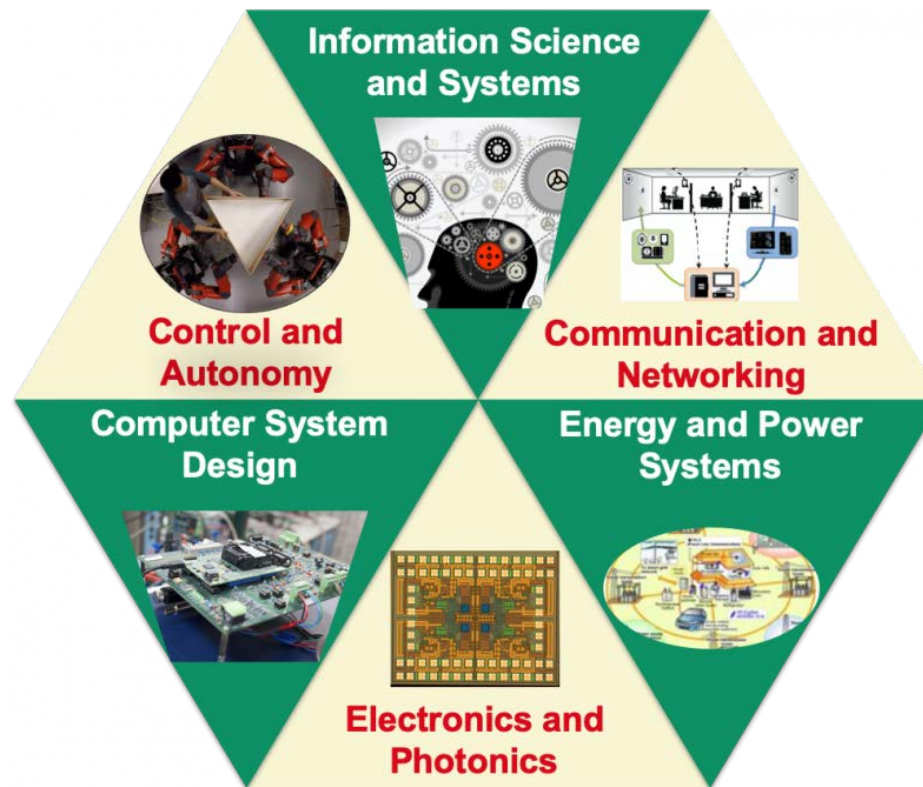 Information Science
and Systems
Control and
Autonomy
Communication and
Networking
Computer System
Design
Energy and Power
Systems
Electronics and
Photonics